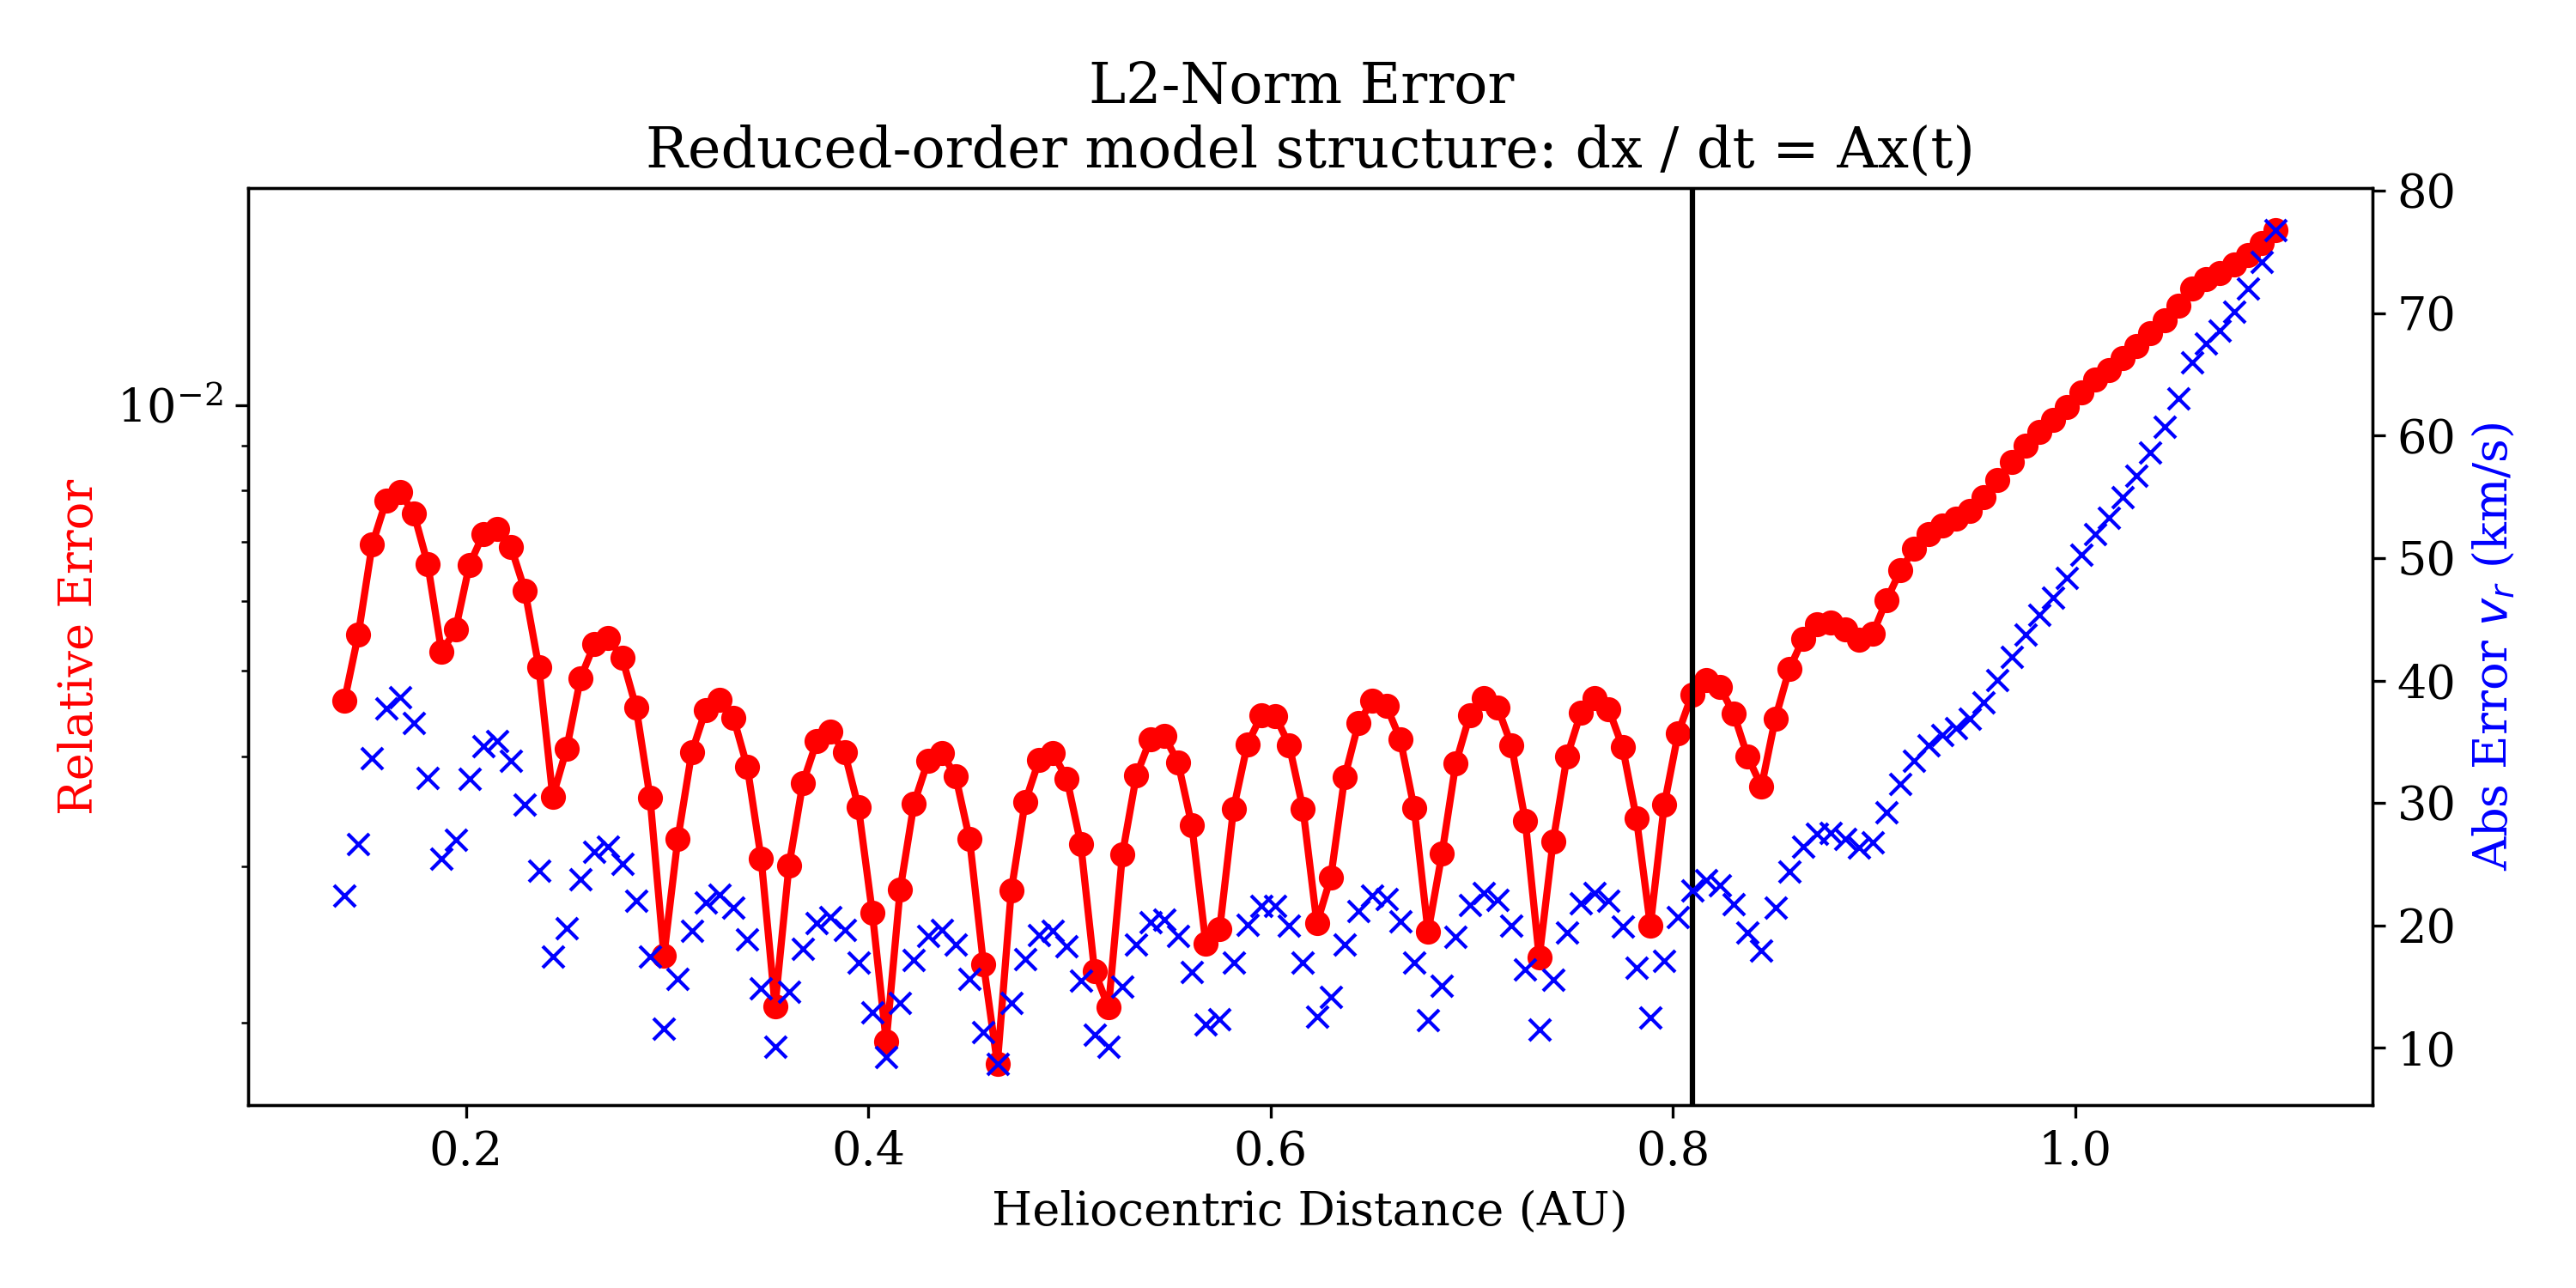 L2-Norm Error
Reduced-order model structure: dx / dt = Ax(t)
Relative Error
10⁻²
80
70
60
50
40
30
20
10
Abs Error vᵣ (km/s)
0.2 0.4 0.6 0.8 1.0
Heliocentric Distance (AU)